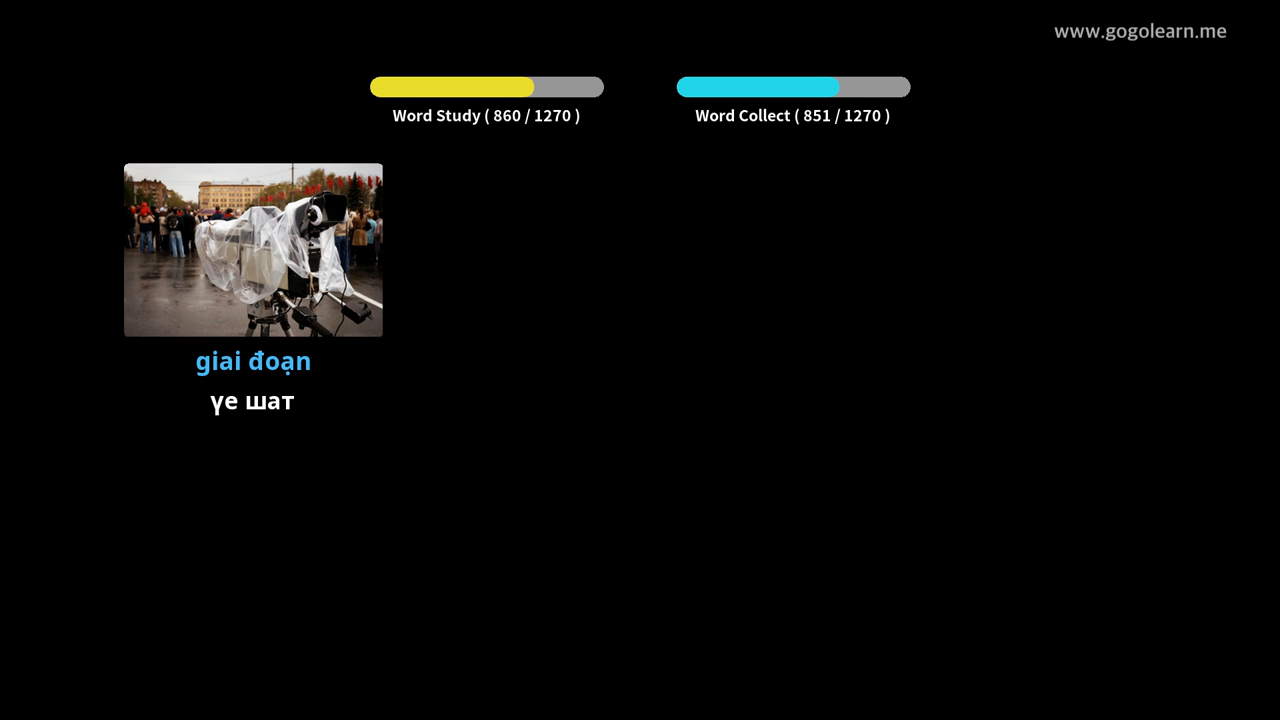 www.gogolearn.me
Word Study ( 860 / 1270 )
Word Collect ( 851 / 1270 )
giai đoạn
үе шат